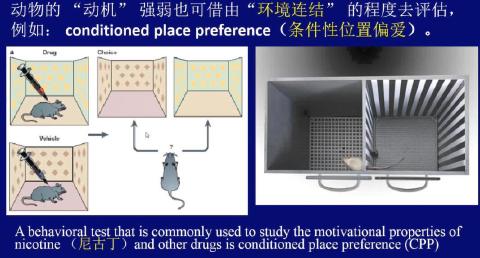 动物的 “动机” 强弱也可借由“环境连结” 的程度去评估,
例如： conditioned place preference（条件性位置偏爱）。
a
Drug
Choice
Vehicle
?
A behavioral test that is commonly used to study the motivational properties of
nicotine （尼古丁）and other drugs is conditioned place preference (CPP)